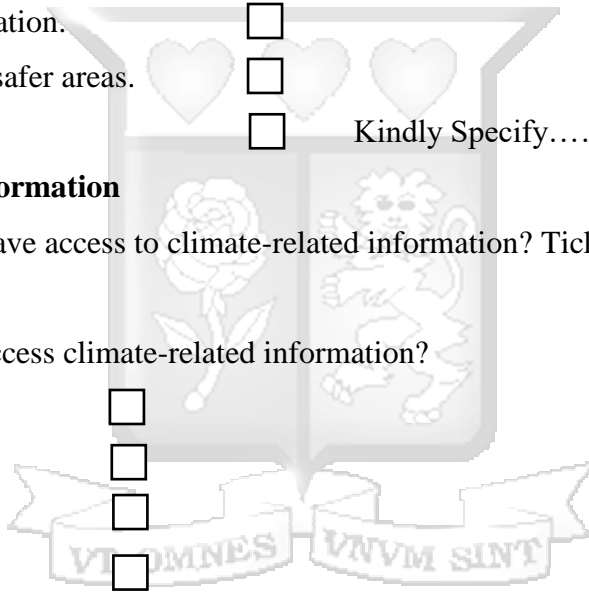 ation.
safer areas.
Kindly Specify…..
ormation
ave access to climate-related information? Tick
ccess climate-related information?
VT OMNES VNVM SINT